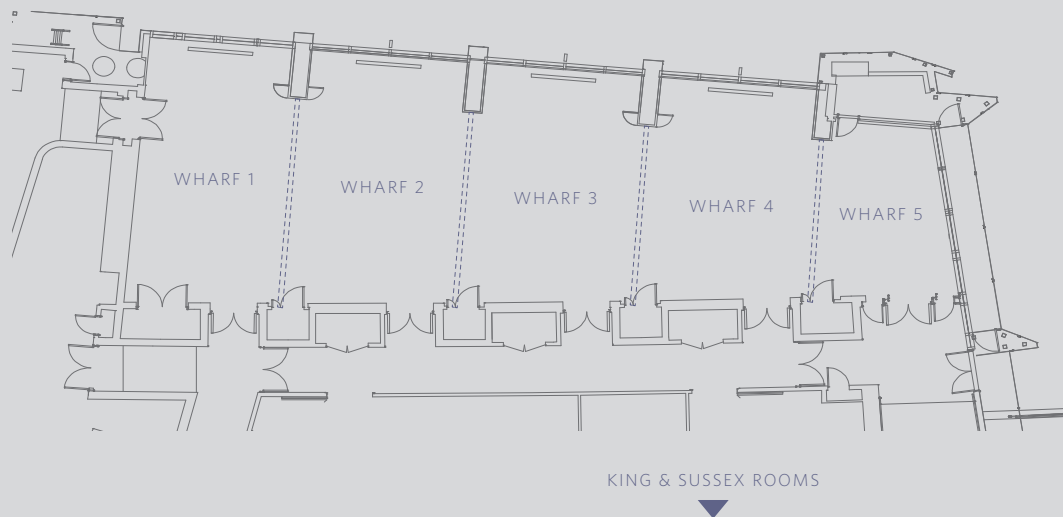 WHARF 1
WHARF 2
WHARF 3
WHARF 4
WHARF 5
KING & SUSSEX ROOMS